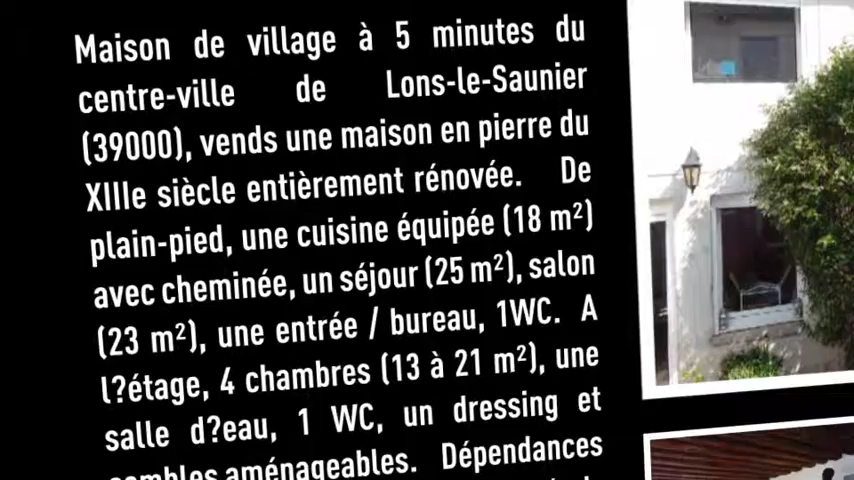 Maison de village à 5 minutes du
centre-ville de Lons-le-Saunier
(39000), vends une maison en pierre du
XIIIe siècle entièrement rénovée. De
plain-pied, une cuisine équipée (18 m²)
avec cheminée, un séjour (25 m²), salon
(23 m²), une entrée / bureau, 1WC. A
l?étage, 4 chambres (13 à 21 m²), une
salle d?eau, 1 WC, un dressing et
combles aménageables. Dépendances